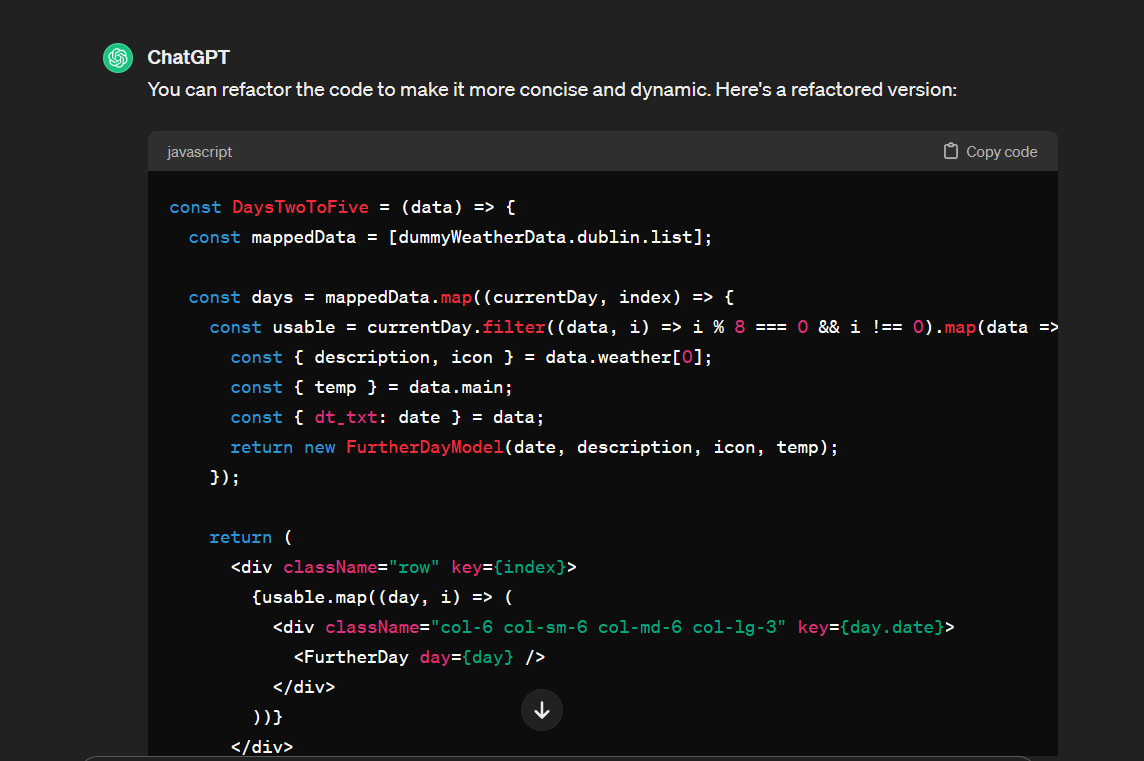 ChatGPT
You can refactor the code to make it more concise and dynamic. Here's a refactored version:
javascript
Copy code
const DaysTwoToFive = (data) => {
  const mappedData = [dummyWeatherData.dublin.list];
  const days = mappedData.map((currentDay, index) => {
    const usable = currentDay.filter((data, i) => i % 8 === 0 && i !== 0).map(data =>
      const { description, icon } = data.weather[0];
      const { temp } = data.main;
      const { dt_txt: date } = data;
      return new FurtherDayModel(date, description, icon, temp);
    });
    return (
      <div className="row" key={index}>
        {usable.map((day, i) => (
          <div className="col-6 col-sm-6 col-md-6 col-lg-3" key={day.date}>
            <FurtherDay day={day} />
          </div>
        ))}
      </div>